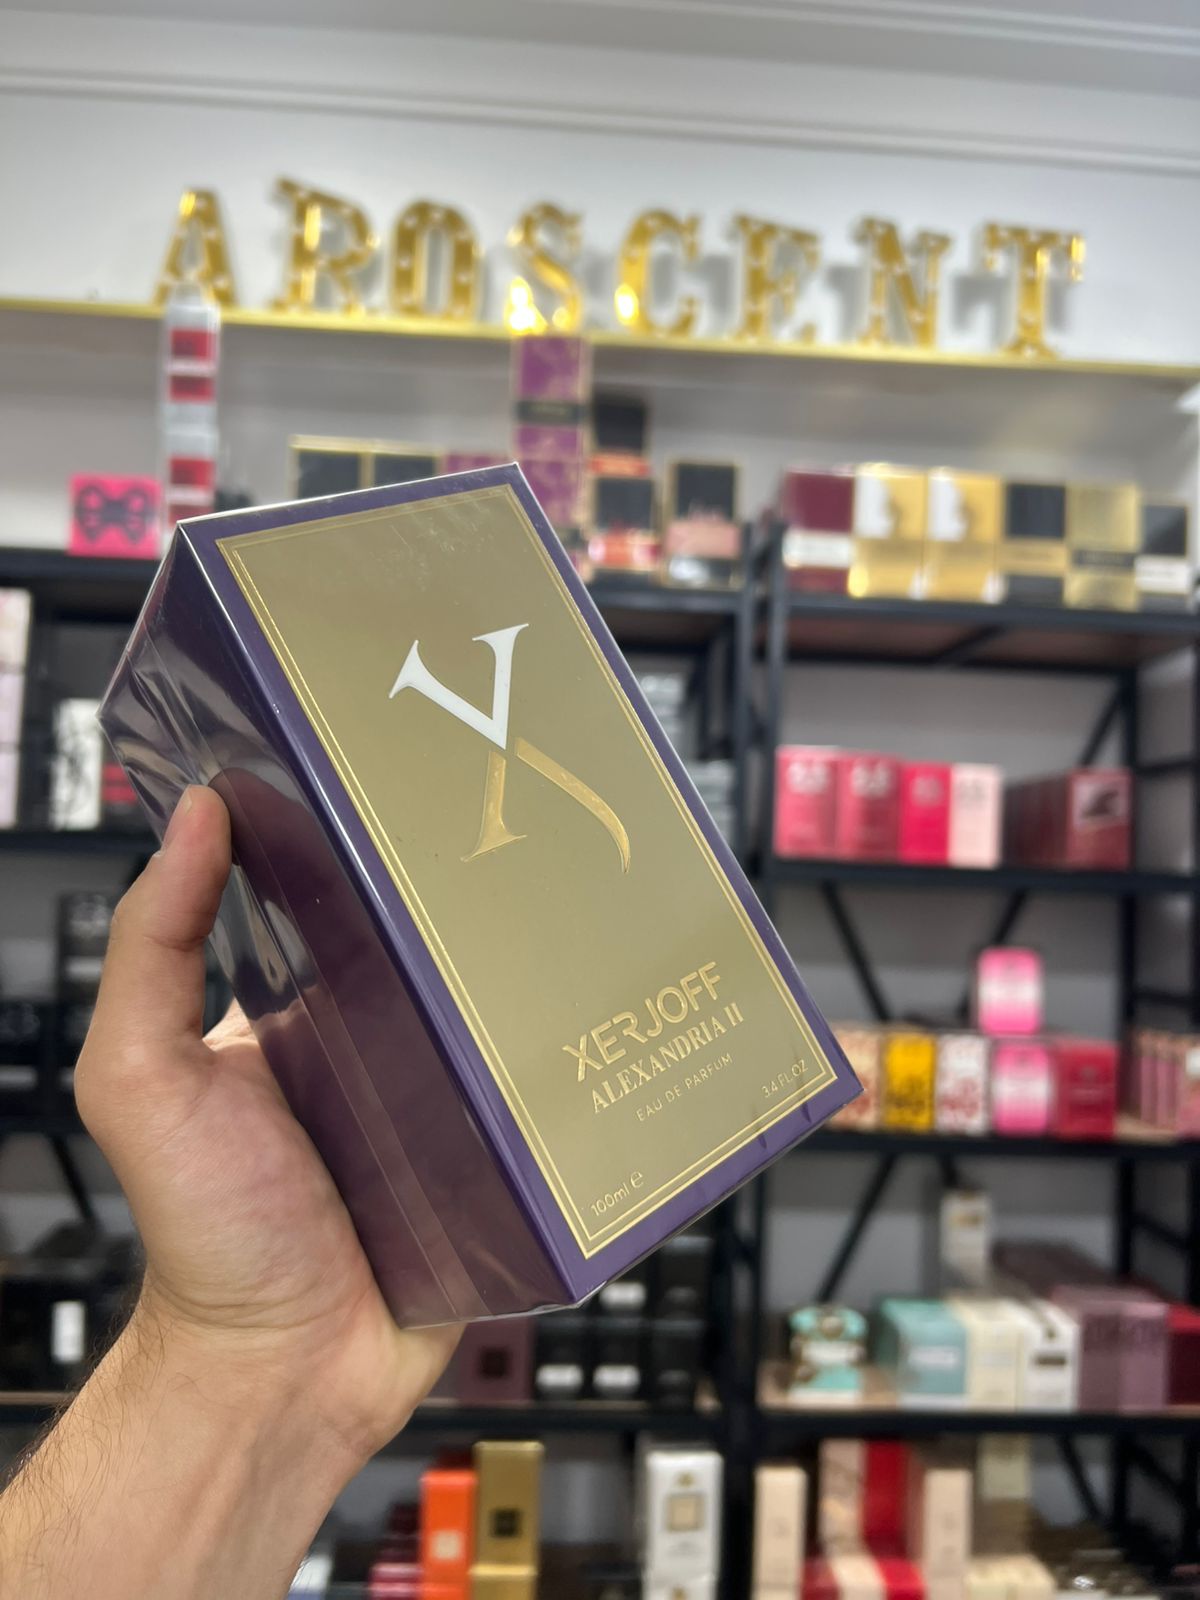 AROSCENT
X
XERJOFF
ALEXANDRIA II
EAU DE PARFUM
100ml e 3.4 FL.OZ